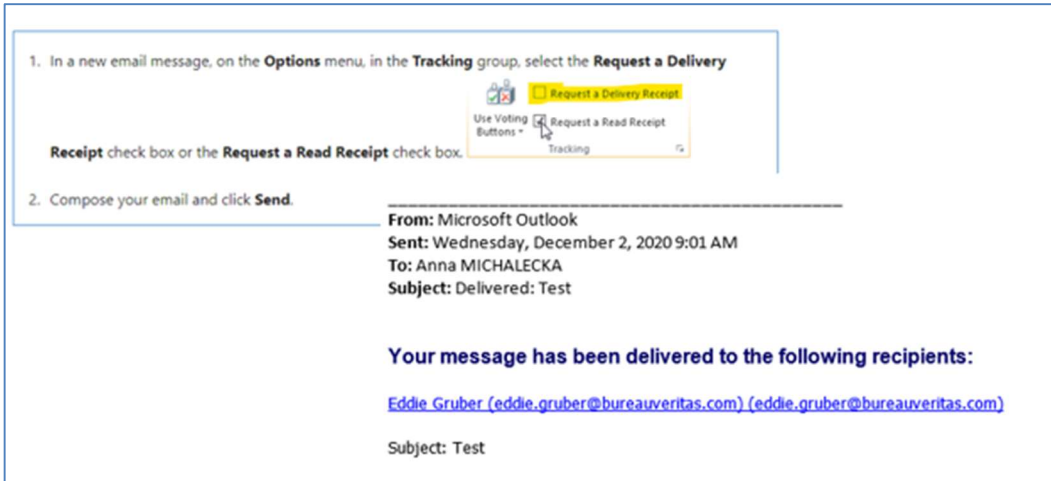 1. In a new email message, on the Options menu, in the Tracking group, select the Request a Delivery
Request a Delivery Receipt
Use Voting Buttons
Request a Read Receipt
Tracking
Receipt check box or the Request a Read Receipt check box.
2. Compose your email and click Send.
From: Microsoft Outlook
Sent: Wednesday, December 2, 2020 9:01 AM
To: Anna MICHALECKA
Subject: Delivered: Test
Your message has been delivered to the following recipients:
Eddie Gruber (eddie.gruber@bureauveritas.com) (eddie.gruber@bureauveritas.com)
Subject: Test